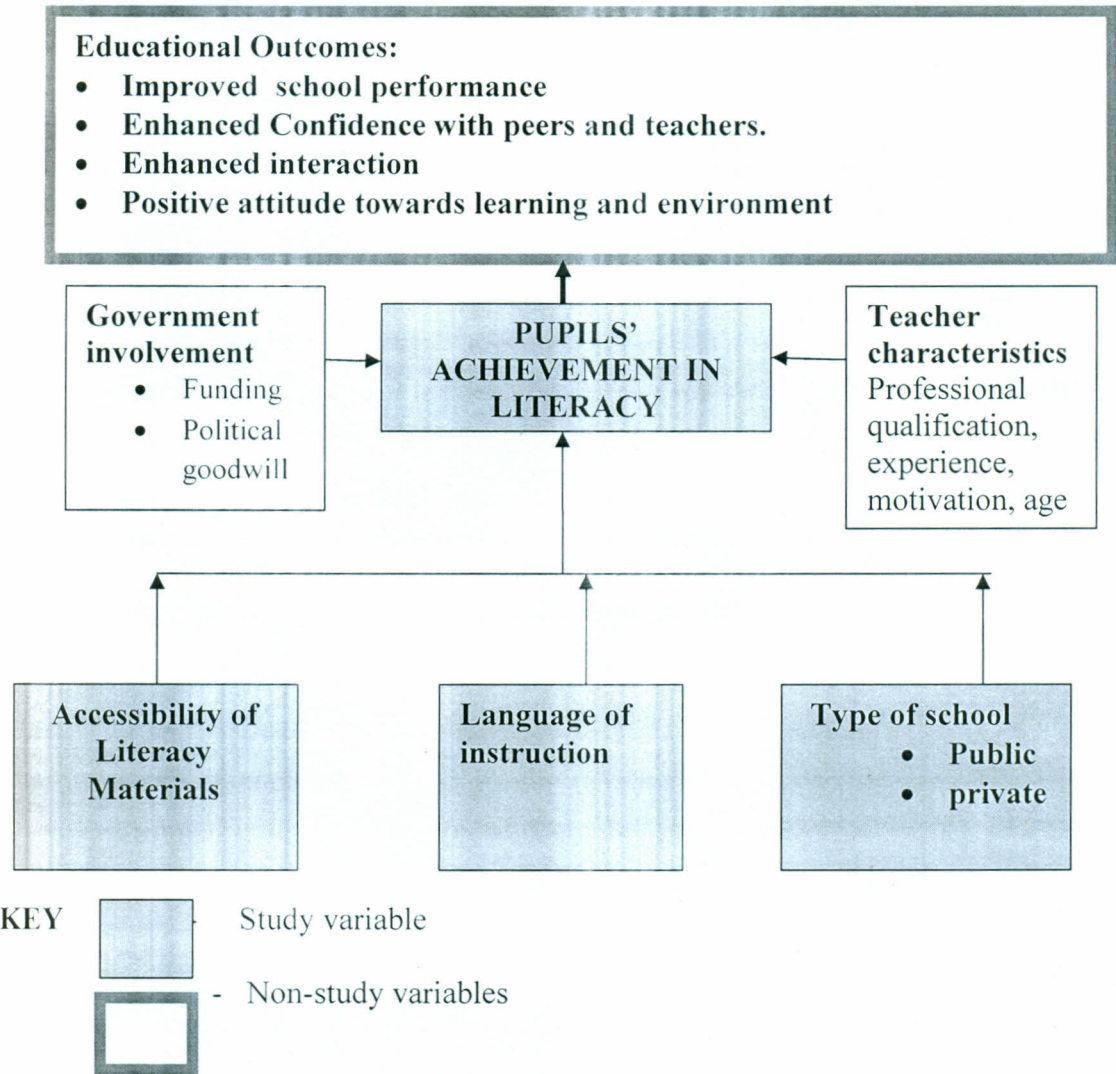 Educational Outcomes:
• Improved school performance
• Enhanced Confidence with peers and teachers.
• Enhanced interaction
• Positive attitude towards learning and environment
Government
involvement
• Funding
• Political
goodwill
PUPILS’
ACHIEVEMENT IN
LITERACY
Teacher
characteristics
Professional
qualification,
experience,
motivation, age
Accessibility of
Literacy
Materials
Language of
instruction
Type of school
• Public
• private
KEY
- Study variable
- Non-study variables